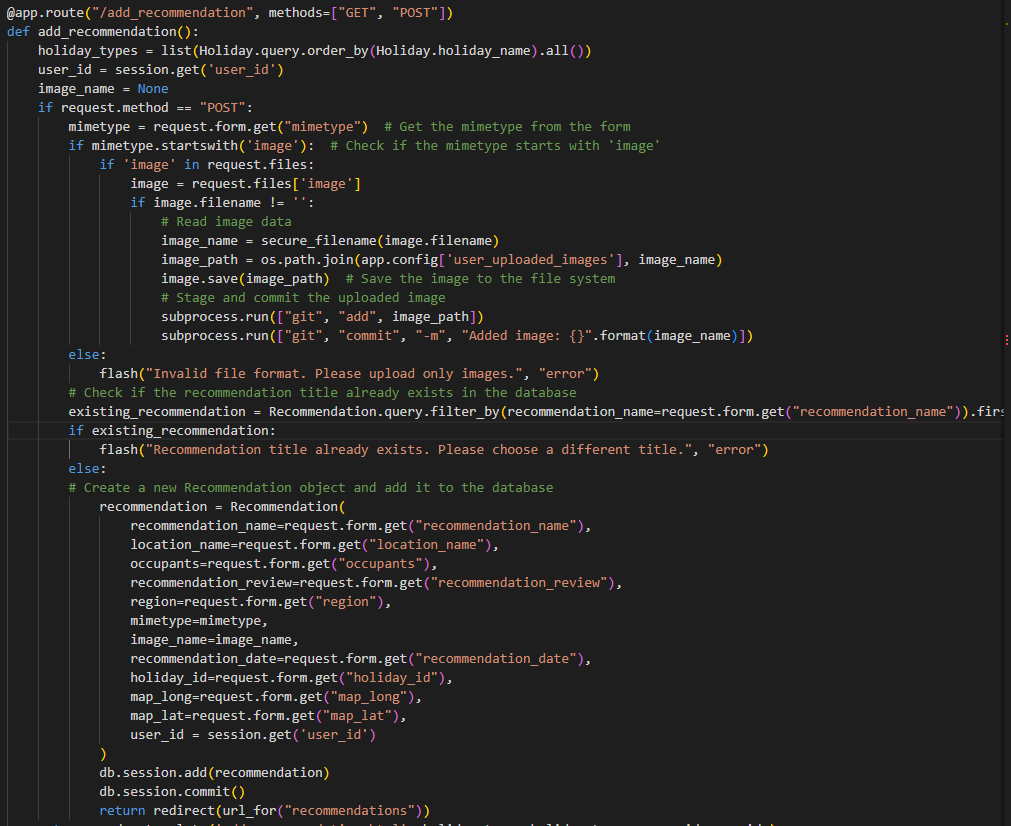 @app.route("/add_recommendation", methods=["GET", "POST"])
def add_recommendation():
    holiday_types = list(Holiday.query.order_by(Holiday.holiday_name).all())
    user_id = session.get('user_id')
    image_name = None
    if request.method == "POST":
        mimetype = request.form.get("mimetype")  # Get the mimetype from the form
        if mimetype.startswith('image'):  # Check if the mimetype starts with 'image'
            if 'image' in request.files:
                image = request.files['image']
                if image.filename != '':
                    # Read image data
                    image_name = secure_filename(image.filename)
                    image_path = os.path.join(app.config['user_uploaded_images'], image_name)
                    image.save(image_path)  # Save the image to the file system
                    # Stage and commit the uploaded image
                    subprocess.run(["git", "add", image_path])
                    subprocess.run(["git", "commit", "-m", "Added image: {}".format(image_name)])
        else:
            flash("Invalid file format. Please upload only images.", "error")
        # Check if the recommendation title already exists in the database
        existing_recommendation = Recommendation.query.filter_by(recommendation_name=request.form.get("recommendation_name")).firs
        if existing_recommendation:
            flash("Recommendation title already exists. Please choose a different title.", "error")
        else:
        # Create a new Recommendation object and add it to the database
            recommendation = Recommendation(
                recommendation_name=request.form.get("recommendation_name"),
                location_name=request.form.get("location_name"),
                occupants=request.form.get("occupants"),
                recommendation_review=request.form.get("recommendation_review"),
                region=request.form.get("region"),
                mimetype=mimetype,
                image_name=image_name,
                recommendation_date=request.form.get("recommendation_date"),
                holiday_id=request.form.get("holiday_id"),
                map_long=request.form.get("map_long"),
                map_lat=request.form.get("map_lat"),
                user_id = session.get('user_id')
            )
            db.session.add(recommendation)
            db.session.commit()
            return redirect(url_for("recommendations"))